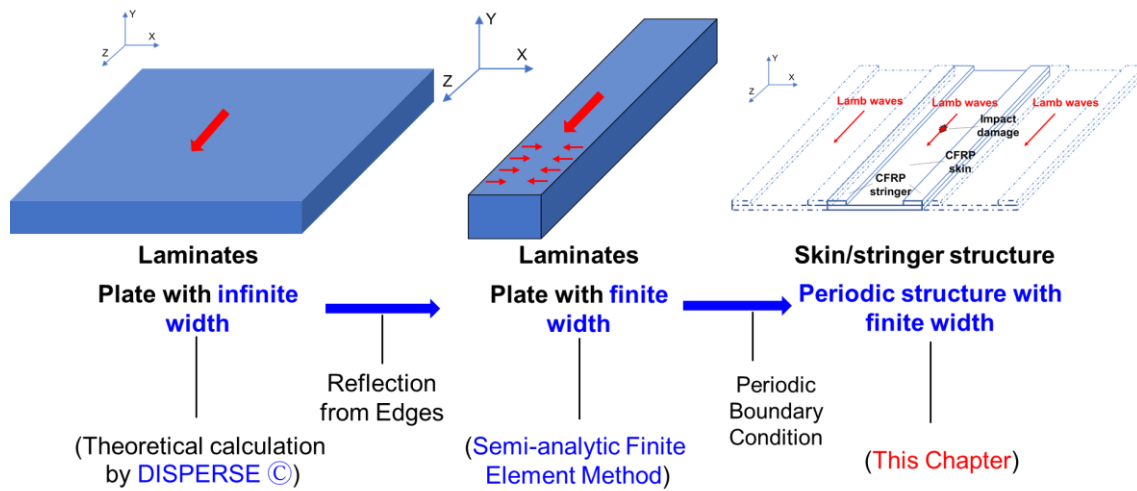 Y
X
Z
Y
X
Z
Y
X
Z
Lamb waves
Lamb waves
Lamb waves
Impact
damage
CFRP
skin
CFRP
stringer
Laminates
Plate with infinite
width
Reflection
from Edges
(Theoretical calculation
by DISPERSE Ⓒ)
Laminates
Plate with finite
width
(Semi-analytic Finite
Element Method)
Periodic
Boundary
Condition
Skin/stringer structure
Periodic structure with
finite width
(This Chapter)